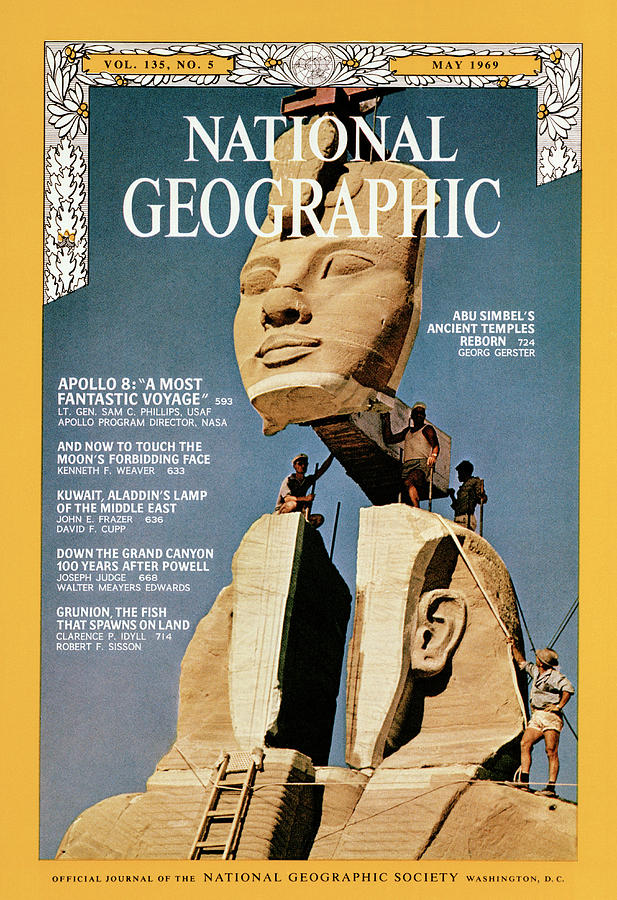 VOL. 135, NO. 5
MAY 1969
NATIONAL
GEOGRAPHIC
ABU SIMBEL'S
ANCIENT TEMPLES
REBORN 724
GEORG GERSTER
APOLLO 8: "A MOST
FANTASTIC VOYAGE" 593
LT. GEN. SAM C. PHILLIPS, USAF
APOLLO PROGRAM DIRECTOR, NASA
AND NOW TO TOUCH THE
MOON'S FORBIDDING FACE
KENNETH F. WEAVER 633
KUWAIT, ALADDIN'S LAMP
OF THE MIDDLE EAST
JOHN E. FRAZER 636
DAVID F. CUPP
DOWN THE GRAND CANYON
100 YEARS AFTER POWELL
JOSEPH JUDGE 668
WALTER MEAYERS EDWARDS
GRUNION, THE FISH
THAT SPAWNS ON LAND
CLARENCE P. IDYLL 714
ROBERT F. SISSON
OFFICIAL JOURNAL OF THE NATIONAL GEOGRAPHIC SOCIETY WASHINGTON, D.C.